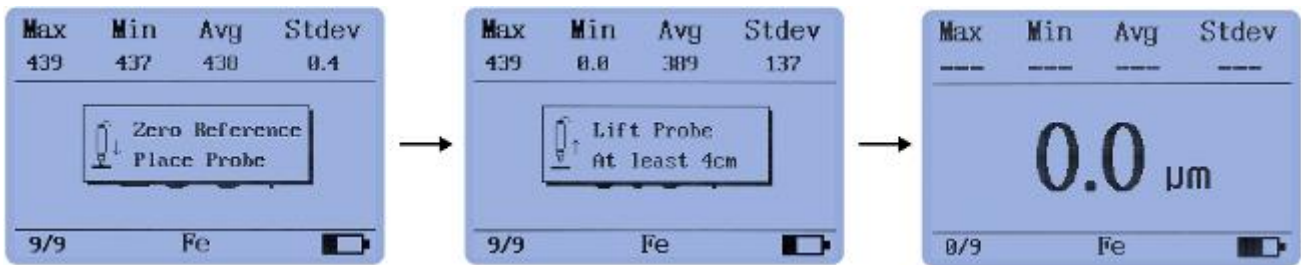 Max Min Avg Stdev
439 437 438 0.4
Zero Reference
Place Probe
9/9 Fe
Max Min Avg Stdev
439 0.0 389 137
Lift Probe
At least 4cm
9/9 Fe
Max Min Avg Stdev
--- --- --- ---
0.0 µm
0/9 Fe